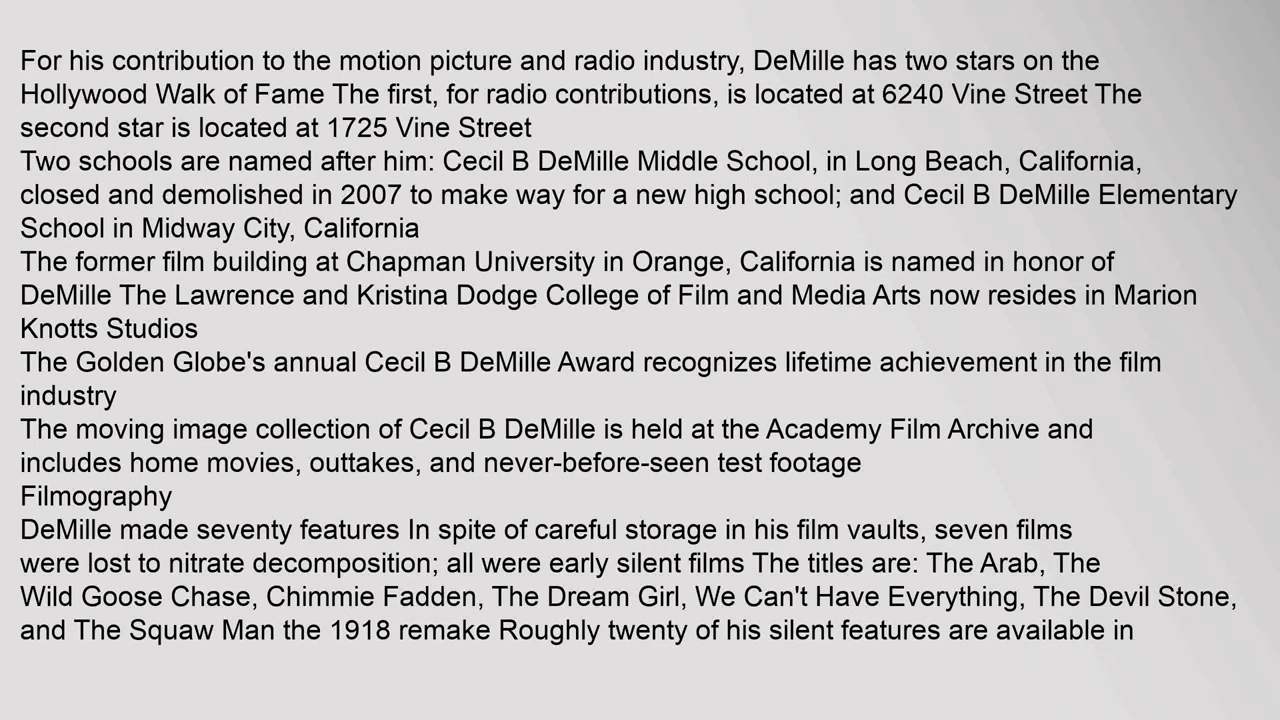 For his contribution to the motion picture and radio industry, DeMille has two stars on the
Hollywood Walk of Fame The first, for radio contributions, is located at 6240 Vine Street The
second star is located at 1725 Vine Street
Two schools are named after him: Cecil B DeMille Middle School, in Long Beach, California,
closed and demolished in 2007 to make way for a new high school; and Cecil B DeMille Elementary
School in Midway City, California
The former film building at Chapman University in Orange, California is named in honor of
DeMille The Lawrence and Kristina Dodge College of Film and Media Arts now resides in Marion
Knotts Studios
The Golden Globe's annual Cecil B DeMille Award recognizes lifetime achievement in the film
industry
The moving image collection of Cecil B DeMille is held at the Academy Film Archive and
includes home movies, outtakes, and never-before-seen test footage
Filmography
DeMille made seventy features In spite of careful storage in his film vaults, seven films
were lost to nitrate decomposition; all were early silent films The titles are: The Arab, The
Wild Goose Chase, Chimmie Fadden, The Dream Girl, We Can't Have Everything, The Devil Stone,
and The Squaw Man the 1918 remake Roughly twenty of his silent features are available in